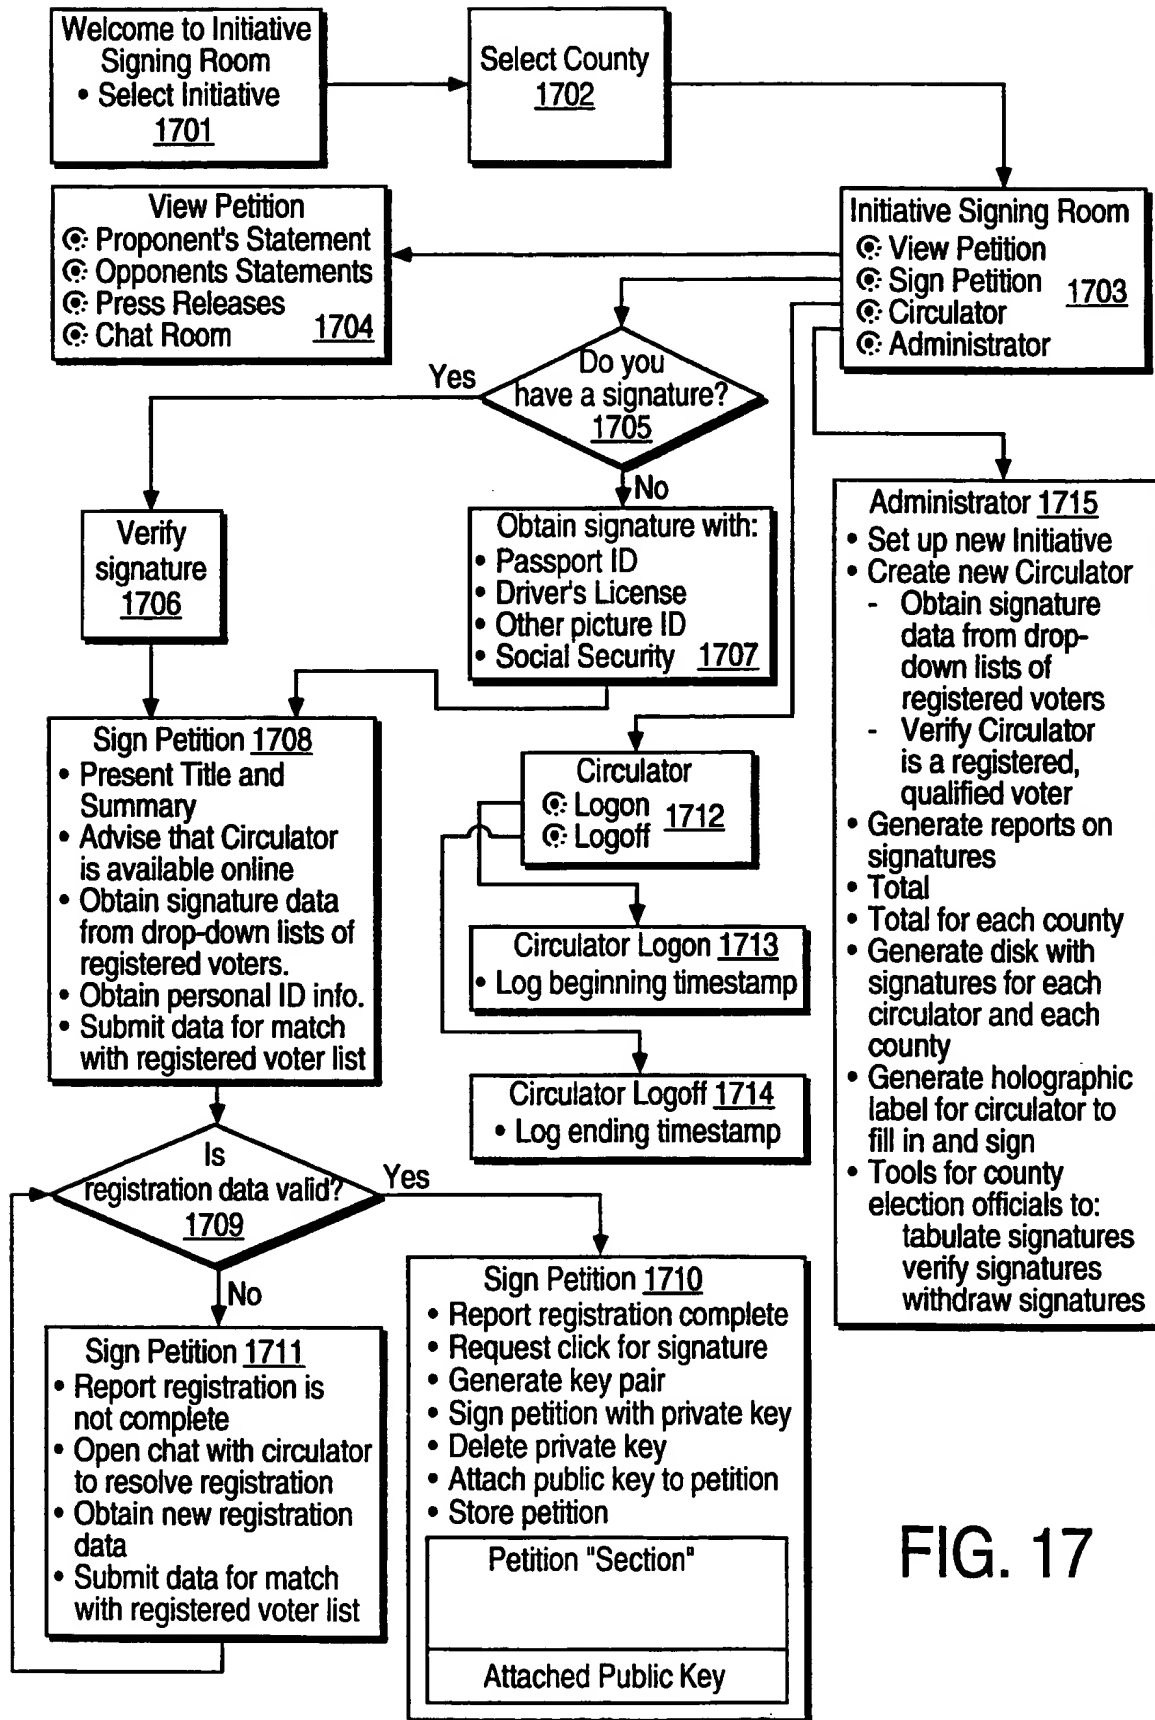 Welcome to Initiative
Signing Room
• Select Initiative
1701
Select County
1702
View Petition
Proponent's Statement
Opponents Statements
Press Releases
Chat Room
1704
Initiative Signing Room
View Petition
Sign Petition
Circulator
Administrator
1703
Do you
have a signature?
1705
Yes
No
Verify
signature
1706
Obtain signature with:
• Passport ID
• Driver's License
• Other picture ID
• Social Security 1707
Administrator 1715
• Set up new Initiative
• Create new Circulator
- Obtain signature
data from drop-
down lists of
registered voters
- Verify Circulator
is a registered,
qualified voter
• Generate reports on
signatures
• Total
• Total for each county
• Generate disk with
signatures for each
circulator and each
county
• Generate holographic
label for circulator to
fill in and sign
• Tools for county
election officials to:
tabulate signatures
verify signatures
withdraw signatures
Sign Petition 1708
• Present Title and
Summary
• Advise that Circulator
is available online
• Obtain signature data
from drop-down lists of
registered voters.
• Obtain personal ID info.
• Submit data for match
with registered voter list
Circulator
Logon
Logoff
1712
Circulator Logon 1713
• Log beginning timestamp
Circulator Logoff 1714
• Log ending timestamp
Is
registration data valid?
1709
Yes
No
Sign Petition 1711
• Report registration is
not complete
• Open chat with circulator
to resolve registration
• Obtain new registration
data
• Submit data for match
with registered voter list
Sign Petition 1710
• Report registration complete
• Request click for signature
• Generate key pair
• Sign petition with private key
• Delete private key
• Attach public key to petition
• Store petition
Petition "Section"
Attached Public Key
FIG. 17